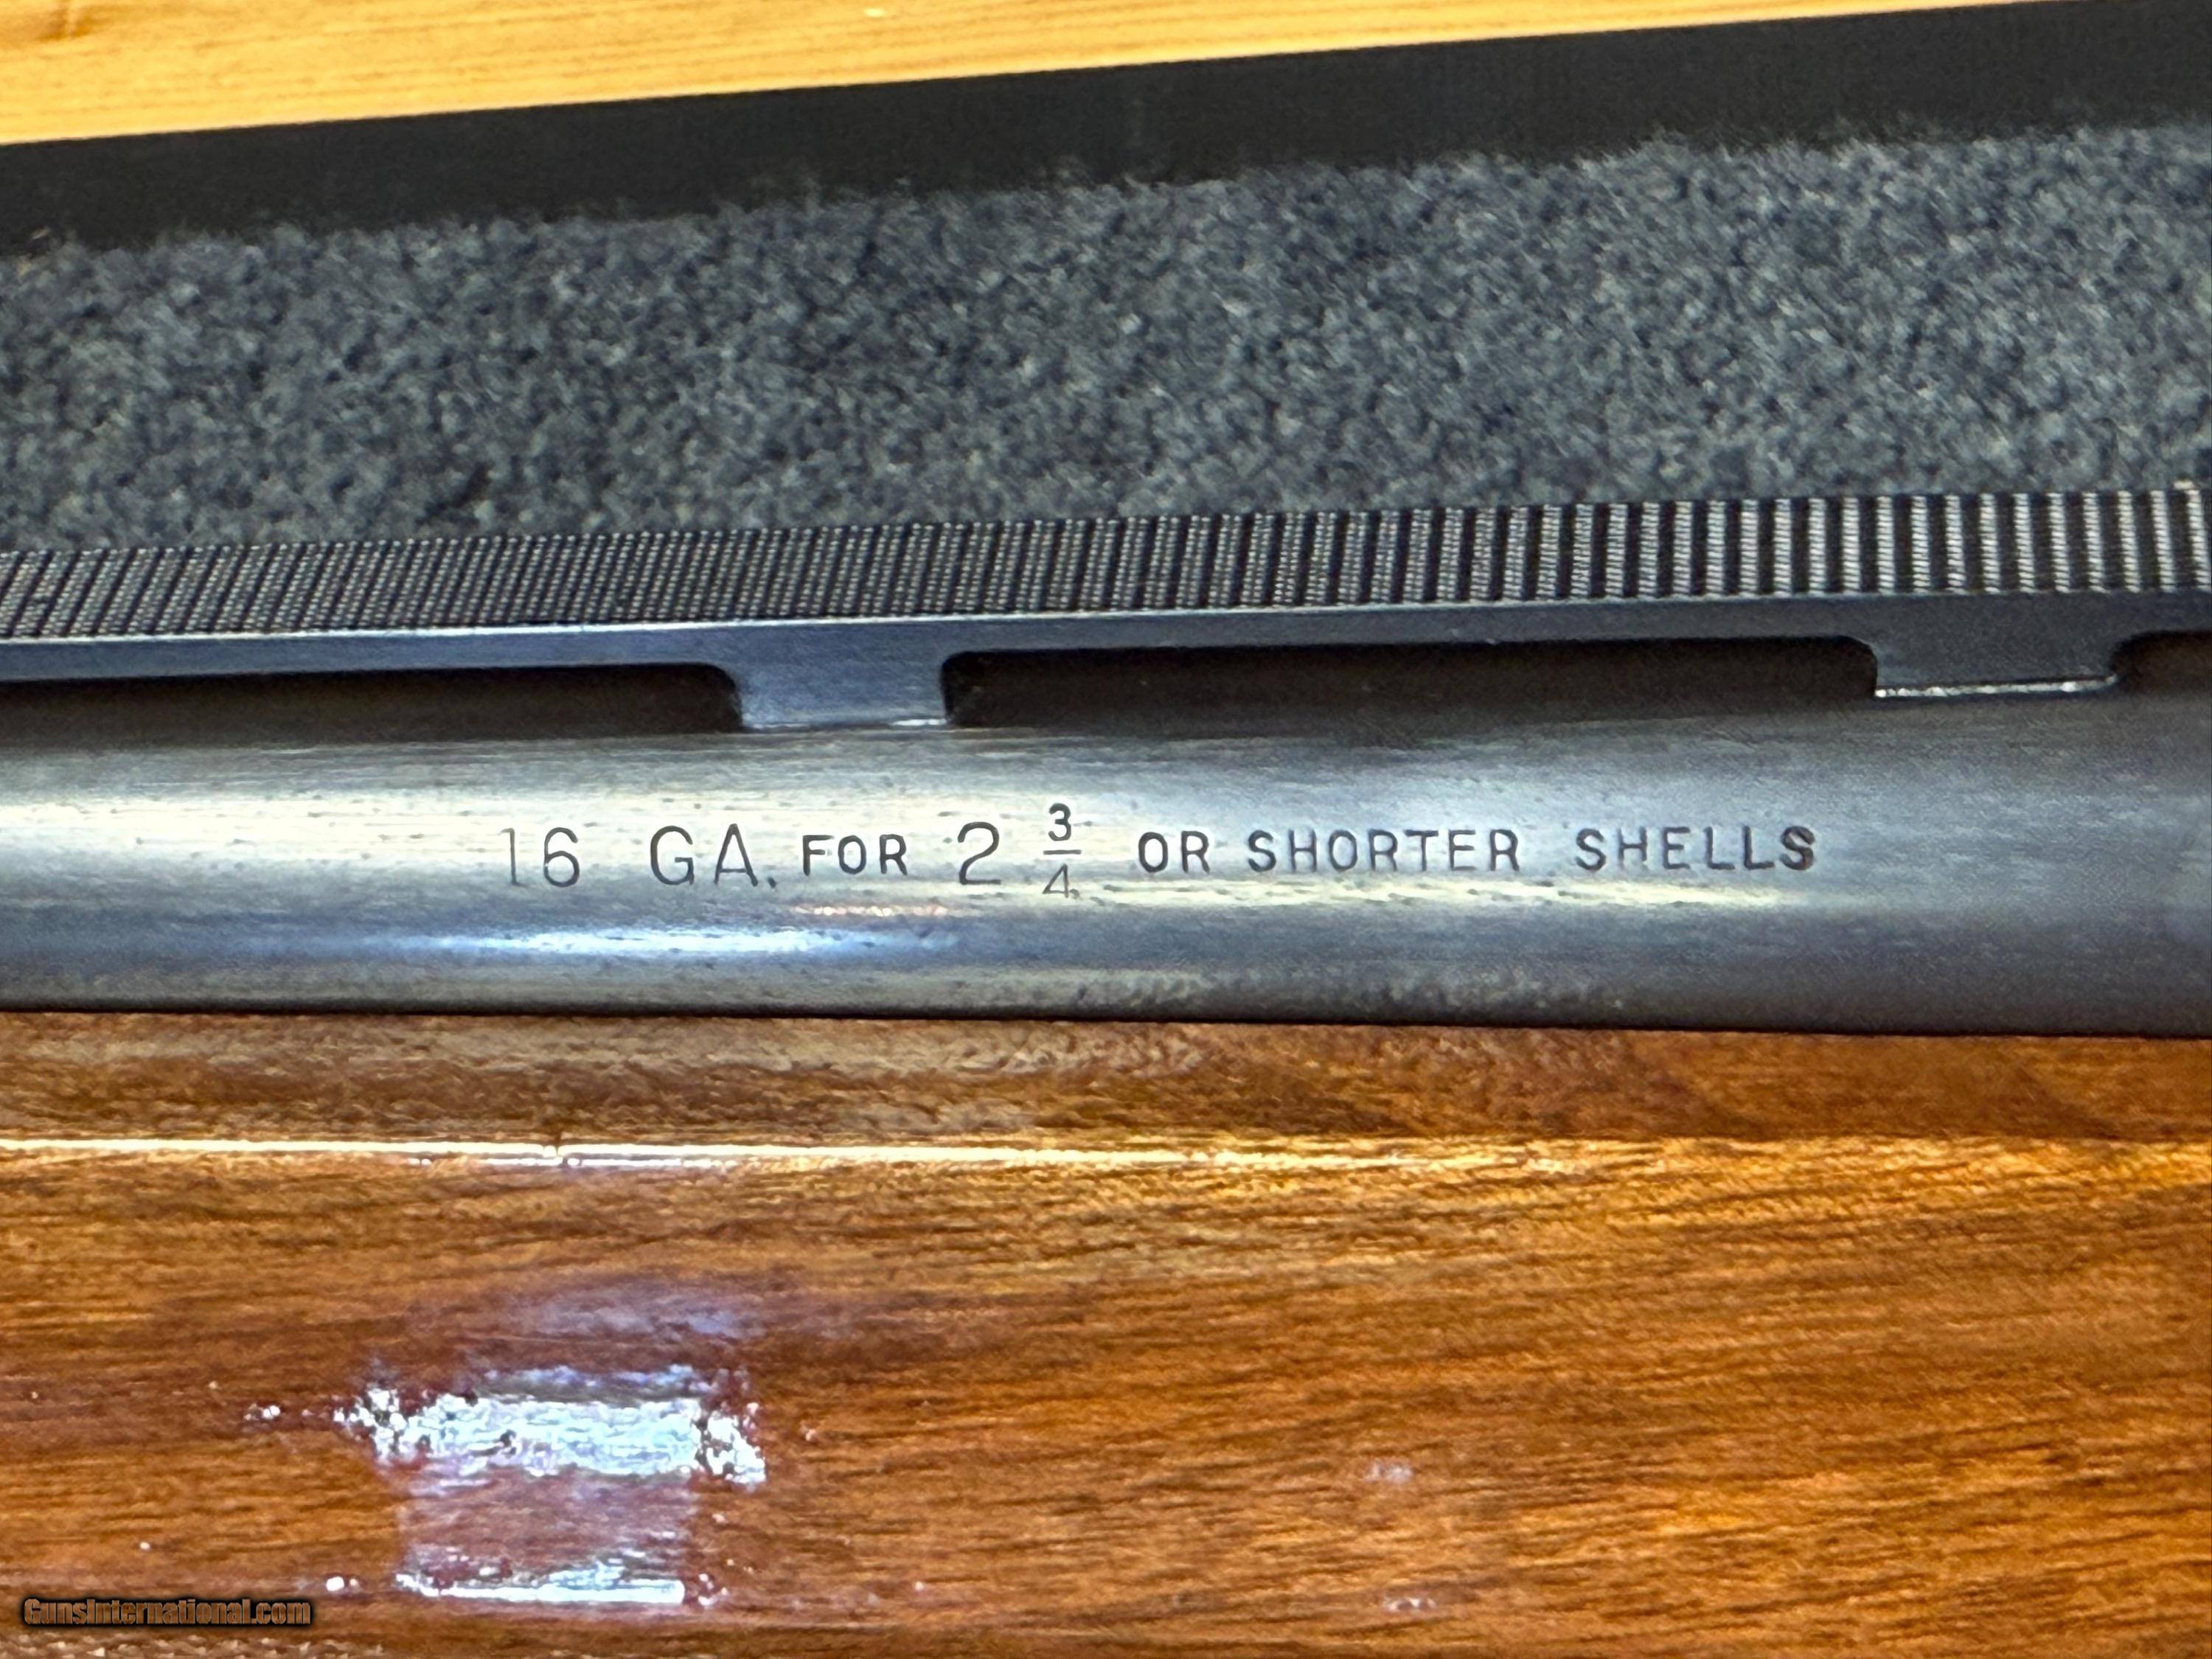 16 GA. FOR 2 3/4 OR SHORTER SHELLS
GunsInternational.com